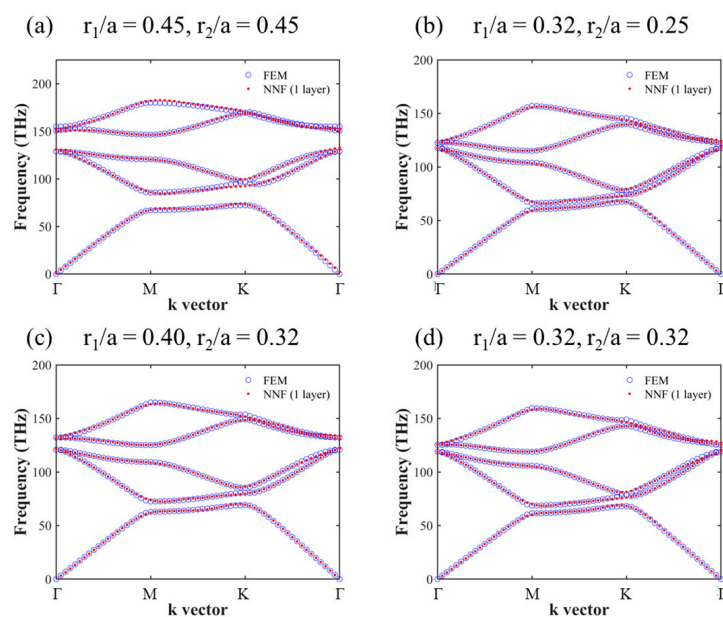 (a) r₁/a = 0.45, r₂/a = 0.45
200
150
100
50
0
Frequency (THz)
FEM
NNF (1 layer)
Γ M K Γ
k vector
(b) r₁/a = 0.32, r₂/a = 0.25
200
150
100
50
0
Frequency (THz)
FEM
NNF (1 layer)
Γ M K Γ
k vector
(c) r₁/a = 0.40, r₂/a = 0.32
200
150
100
50
0
Frequency (THz)
FEM
NNF (1 layer)
Γ M K Γ
k vector
(d) r₁/a = 0.32, r₂/a = 0.32
200
150
100
50
0
Frequency (THz)
FEM
NNF (1 layer)
Γ M K Γ
k vector